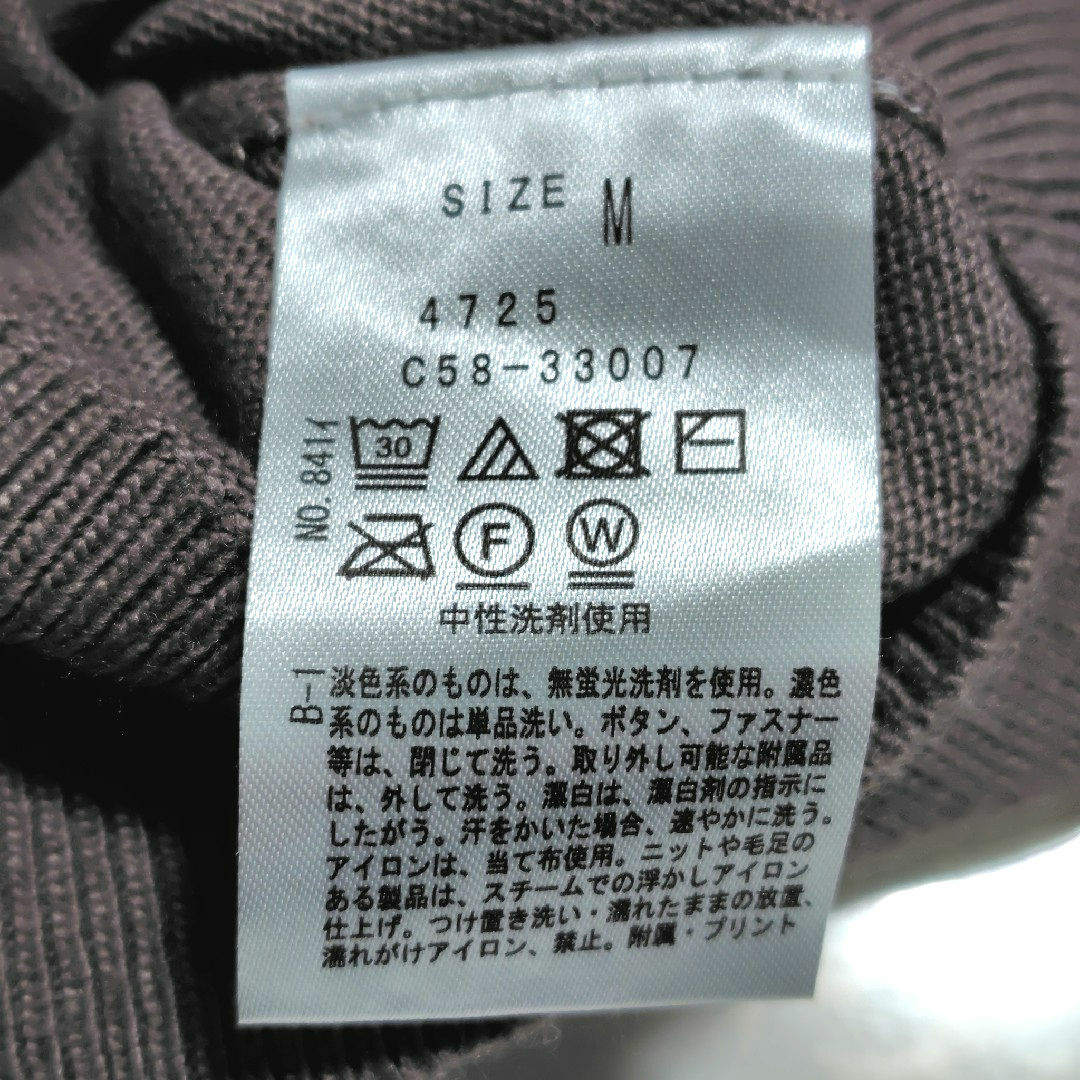 SIZE M
4725
C58-33007
NO.841イ
30
F
W
中性洗剤使用
B-1
淡色系のものは、無蛍光洗剤を使用。濃色
系のものは単品洗い。ボタン、ファスナー
等は、閉じて洗う。取り外し可能な附属品
は、外して洗う。漂白は、漂白剤の指示に
したがう。汗をかいた場合、速やかに洗う。
アイロンは、当て布使用。ニットや毛足の
ある製品は、スチームでの浮かしアイロン
仕上げ。つけ置き洗い・濡れたままの放置、
濡れがけアイロン、禁止。附属・プリント